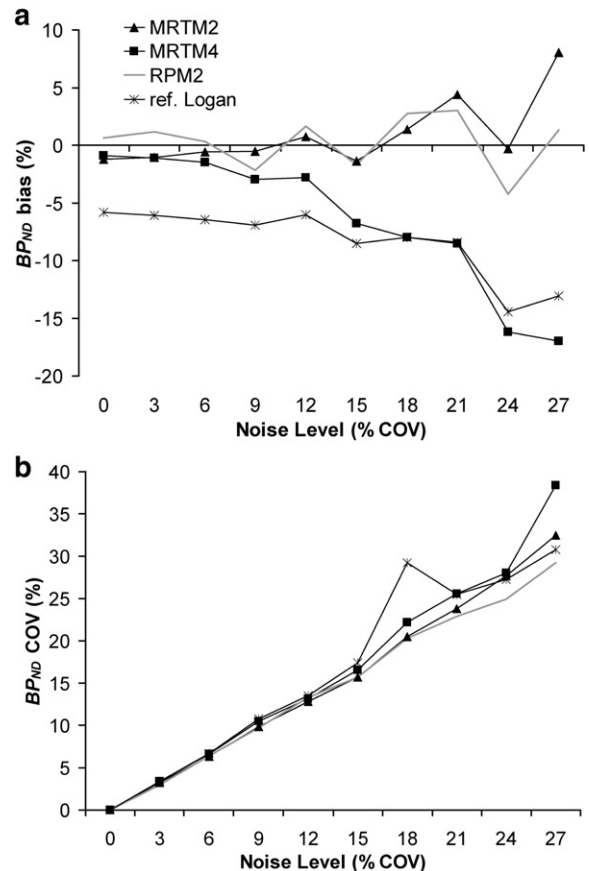 a
MRTM2
MRTM4
RPM2
ref. Logan
10
5
0
-5
-10
-15
-20
BP_ND bias (%)
0 3 6 9 12 15 18 21 24 27
Noise Level (% COV)
b
40
35
30
25
20
15
10
5
0
BP_ND COV (%)
0 3 6 9 12 15 18 21 24 27
Noise Level (% COV)